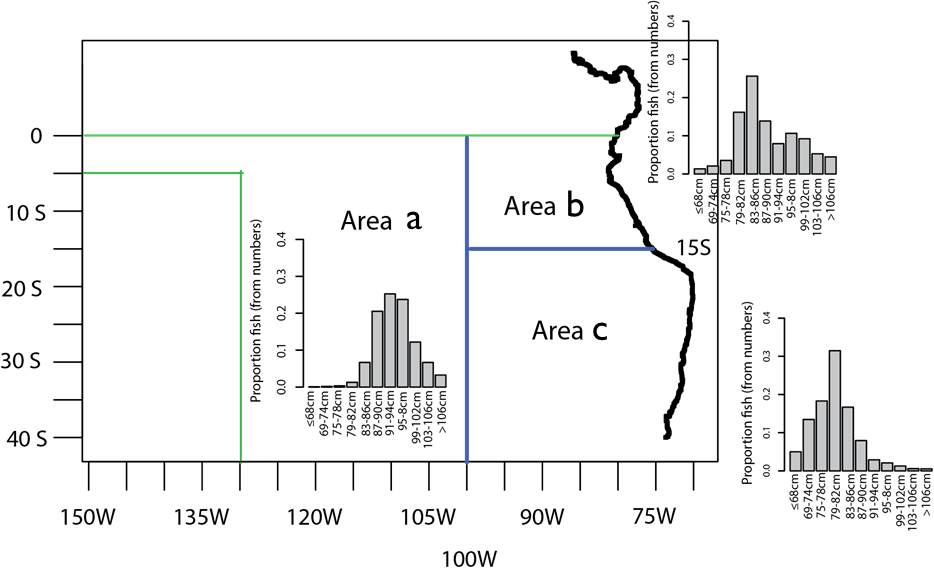 0
10 S
20 S
30 S
40 S
150W
135W
120W
105W
90W
75W
100W
Area a
Area b
Area c
15S
Proportion fish (from numbers)
0.0
0.1
0.2
0.3
0.4
≤68cm
69-74cm
75-78cm
79-82cm
83-86cm
87-90cm
91-94cm
95-8cm
99-102cm
103-106cm
>106cm
Proportion fish (from numbers)
0.0
0.1
0.2
0.3
0.4
≤68cm
69-74cm
75-78cm
79-82cm
83-86cm
87-90cm
91-94cm
95-8cm
99-102cm
103-106cm
>106cm
Proportion fish (from numbers)
0.0
0.1
0.2
0.3
0.4
≤68cm
69-74cm
75-78cm
79-82cm
83-86cm
87-90cm
91-94cm
95-8cm
99-102cm
103-106cm
>106cm